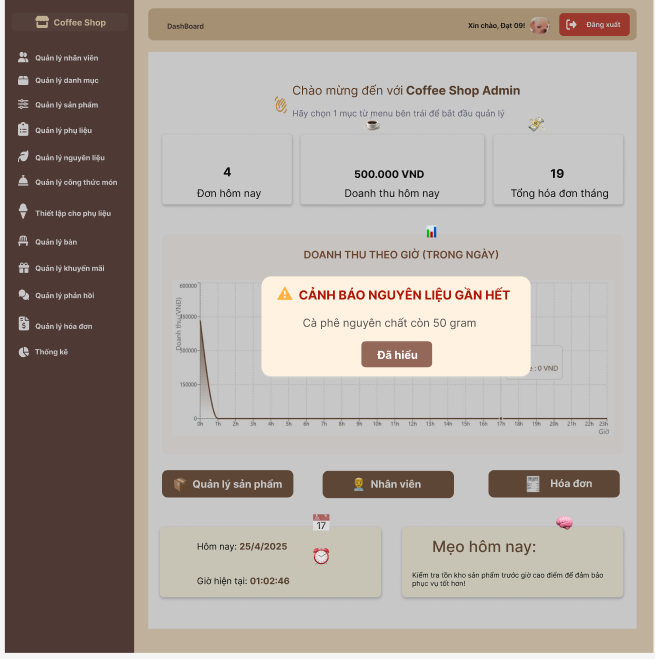 Coffee Shop
DashBoard
Xin chào, Đạt 09!
Đăng xuất
Quản lý nhân viên
Quản lý danh mục
Quản lý sản phẩm
Quản lý phụ liệu
Quản lý nguyên liệu
Quản lý công thức món
Thiết lập cho phụ liệu
Quản lý bàn
Quản lý khuyến mãi
Quản lý phản hồi
Quản lý hóa đơn
Thống kê
Chào mừng đến với Coffee Shop Admin
Hãy chọn 1 mục từ menu bên trái để bắt đầu quản lý
4
Đơn hôm nay
500.000 VND
Doanh thu hôm nay
19
Tổng hóa đơn tháng
DOANH THU THEO GIỜ (TRONG NGÀY)
Doanh thu (VND)
600000
450000
300000
150000
0
CẢNH BÁO NGUYÊN LIỆU GẦN HẾT
Cà phê nguyên chất còn 50 gram
Đã hiểu
: 0 VND
0h 1h 2h 3h 4h 5h 6h 7h 8h 9h 10h 11h 12h 13h 14h 15h 16h 17h 18h 19h 20h 21h 22h 23h
Giờ
Quản lý sản phẩm
Nhân viên
Hóa đơn
17
Hôm nay: 25/4/2025
Giờ hiện tại: 01:02:46
Mẹo hôm nay:
Kiểm tra tồn kho sản phẩm trước giờ cao điểm để đảm bảo
phục vụ tốt hơn!